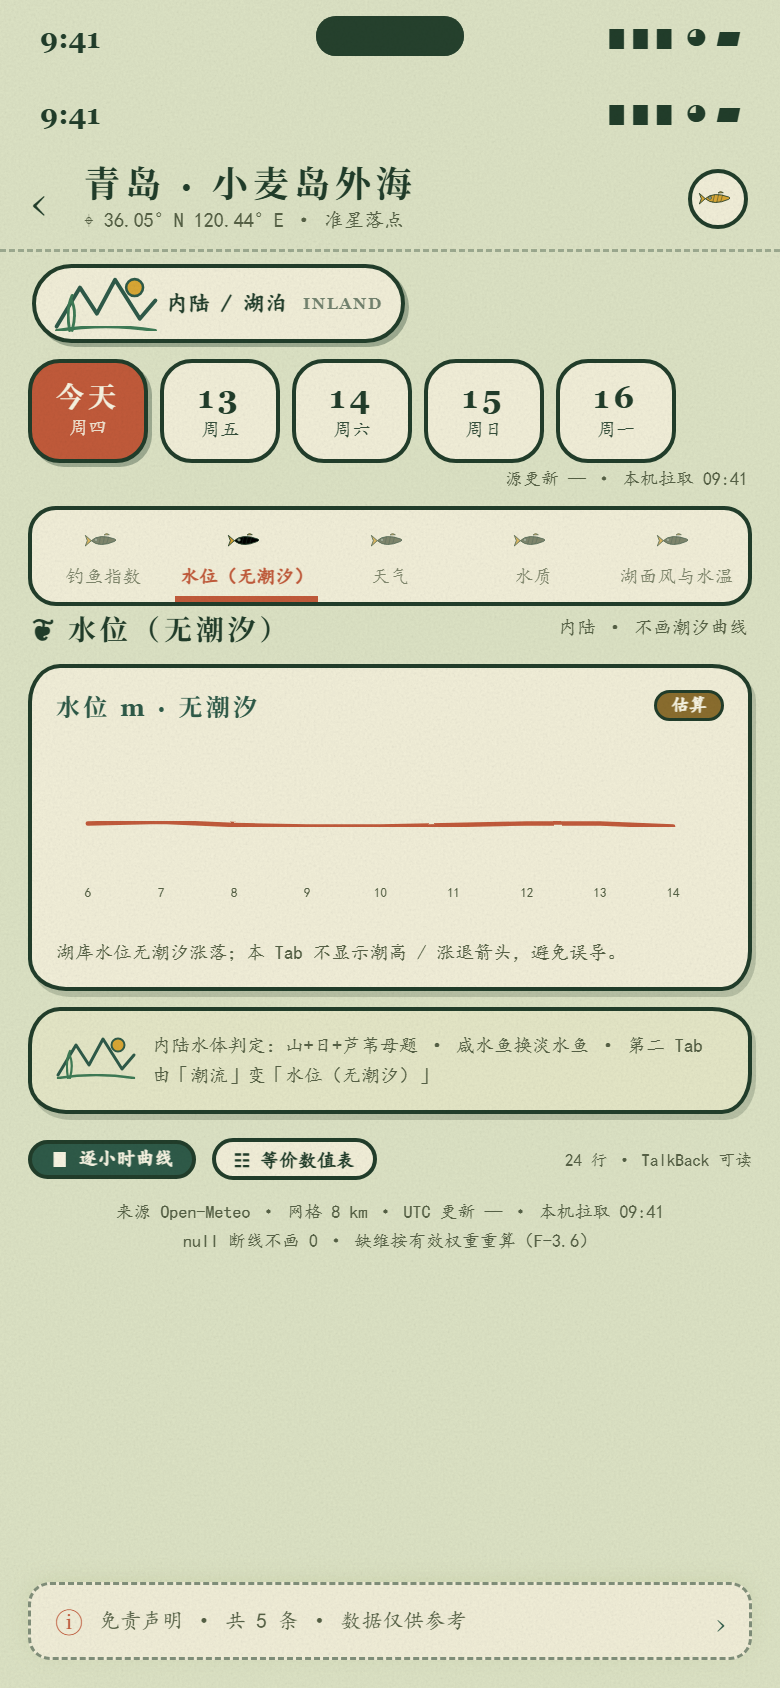 9:41
9:41
青岛 · 小麦岛外海
⌖ 36.05° N 120.44° E • 准星落点
内陆 / 湖泊 INLAND
今天 13 14 15 16
周四 周五 周六 周日 周一
源更新 — • 本机拉取 09:41
钓鱼指数 水位（无潮汐） 天气 水质 湖面风与水温
❦ 水位（无潮汐） 内陆 • 不画潮汐曲线
水位 m · 无潮汐 估算
6 7 8 9 10 11 12 13 14
湖库水位无潮汐涨落；本 Tab 不显示潮高 / 涨退箭头，避免误导。
内陆水体判定：山+日+芦苇母题 • 咸水鱼换淡水鱼 • 第二 Tab
由「潮流」变「水位（无潮汐）」
逐小时曲线 ☷ 等价数值表 24 行 • TalkBack 可读
来源 Open-Meteo • 网格 8 km • UTC 更新 — • 本机拉取 09:41
null 断线不画 0 • 缺维按有效权重重算（F-3.6）
ⓘ 免责声明 • 共 5 条 • 数据仅供参考 ›